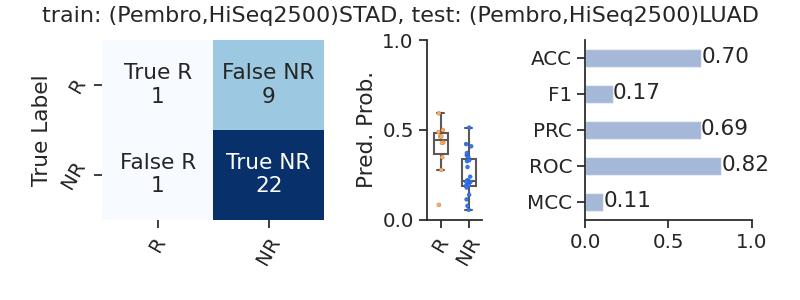 train: (Pembro,HiSeq2500)STAD, test: (Pembro,HiSeq2500)LUAD
True Label
R
NR
True R
1
False NR
9
False R
1
True NR
22
R
NR
Pred. Prob.
1.0
0.5
0.0
R
NR
ACC
0.70
F1
0.17
PRC
0.69
ROC
0.82
MCC
0.11
0.0
0.5
1.0